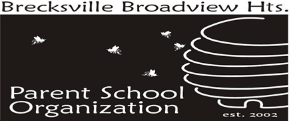 Brecksville Broadview Hts.
Parent School
Organization
est. 2002